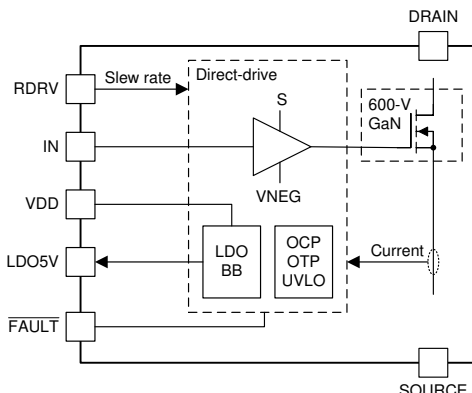 DRAIN
RDRV
Slew rate
Direct-drive
600-V
GaN
S
IN
VNEG
VDD
LDO5V
LDO
BB
OCP
OTP
UVLO
Current
FAULT
SOURCE